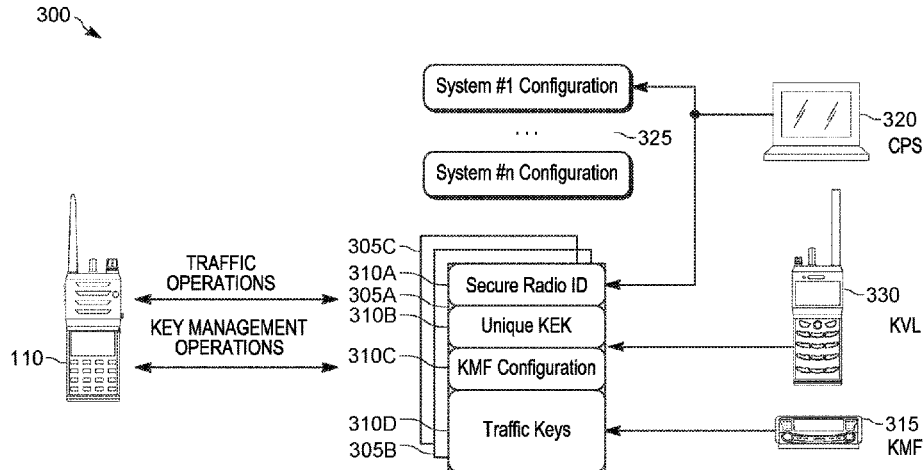 300
System #1 Configuration
...
325
System #n Configuration
320
CPS
TRAFFIC
OPERATIONS
KEY MANAGEMENT
OPERATIONS
110
305C
310A
305A
310B
310C
310D
305B
Secure Radio ID
Unique KEK
KMF Configuration
Traffic Keys
330
KVL
315
KMF